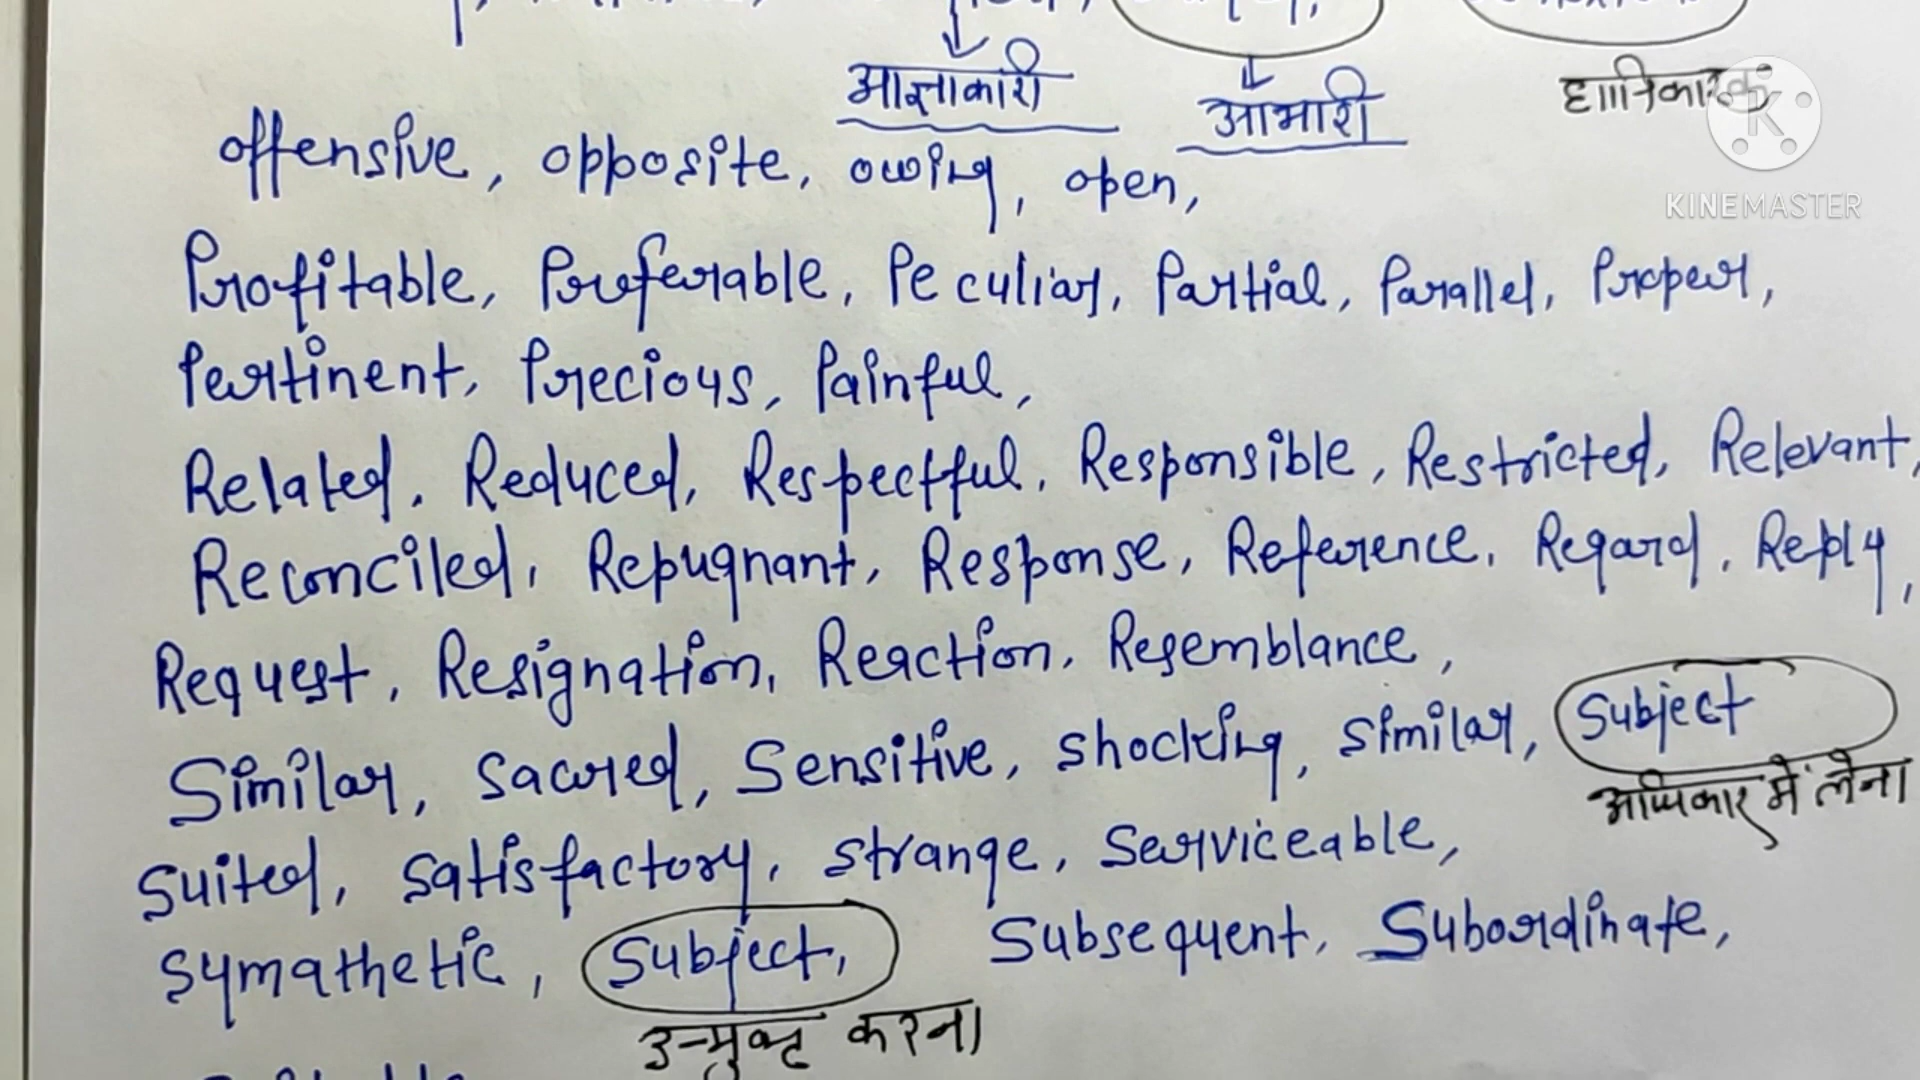 आज्ञाकारी
आभारी
हानिकारक
KINEMASTER
offensive, opposite, owing, open,
Profitable, Preferable, Peculiar, Partial, Parallel, Proper,
Pertinent, Precious, Painful,
Related, Reduced, Respectful, Responsible, Restricted, Relevant,
Reconciled, Repugnant, Response, Reference, Regard, Reply,
Request, Resignation, Reaction, Resemblance,
Similar, Sacred, Sensitive, Shocking, Similar, Subject
अधिकार में लेना
Suited, Satisfactory, Strange, Serviceable,
Symathetic, Subject, Subsequent, Subordinate,
करना